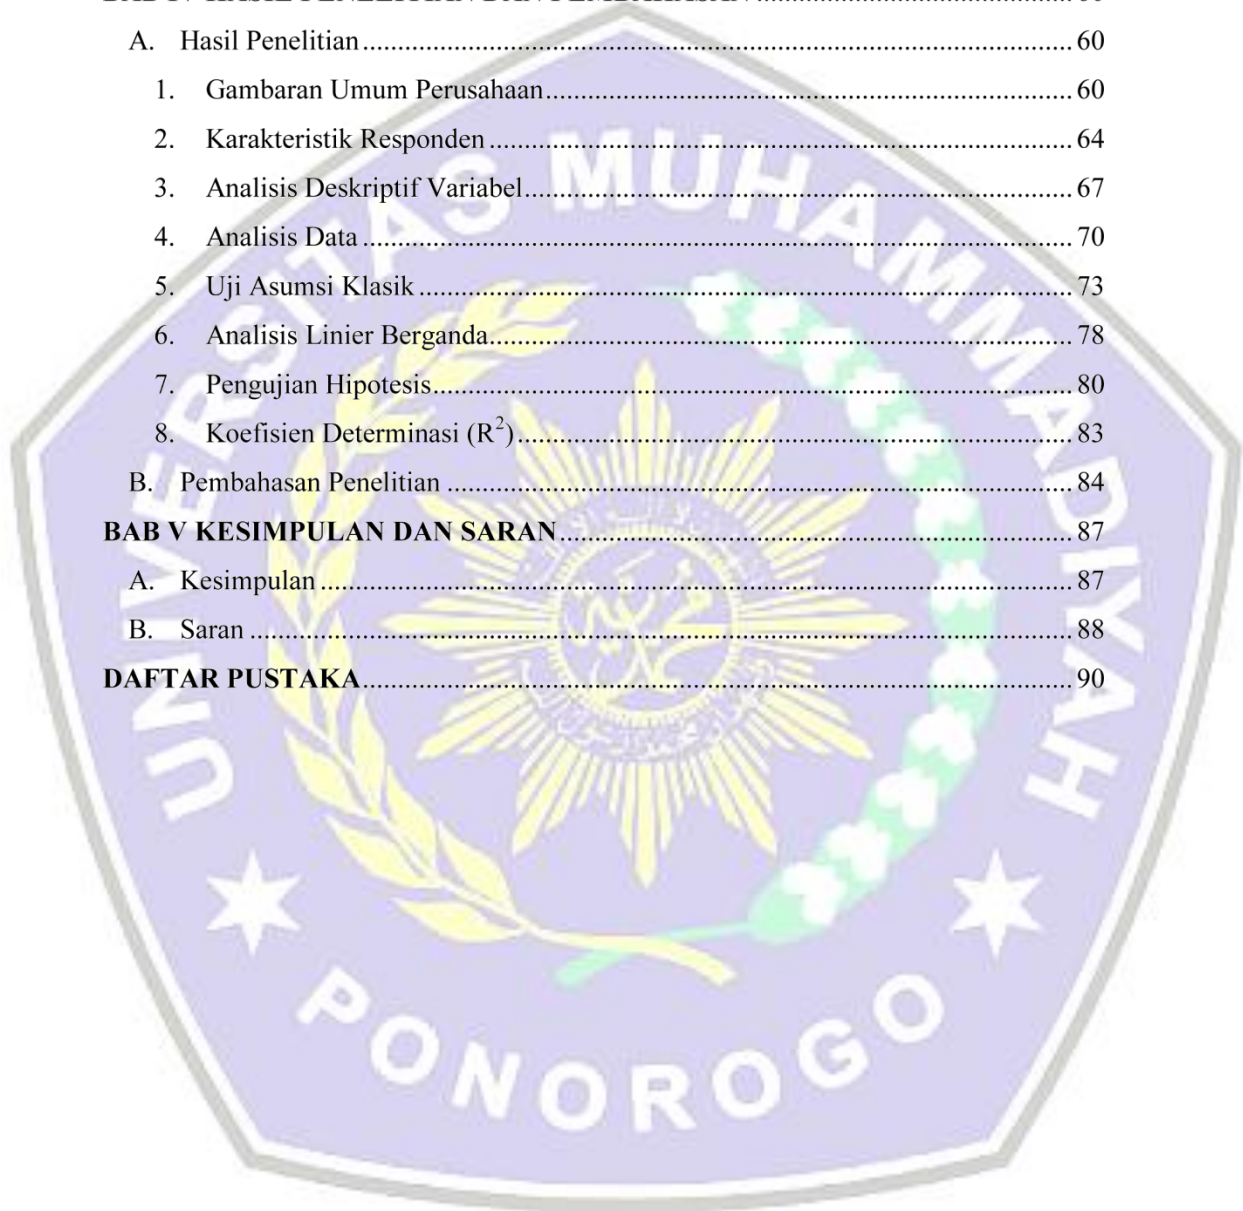 A. Hasil Penelitian ........ 60
1. Gambaran Umum Perusahaan ........ 60
2. Karakteristik Responden ........ 64
3. Analisis Deskriptif Variabel ........ 67
4. Analisis Data ........ 70
5. Uji Asumsi Klasik ........ 73
6. Analisis Linier Berganda ........ 78
7. Pengujian Hipotesis ........ 80
8. Koefisien Determinasi (R²) ........ 83
B. Pembahasan Penelitian ........ 84
BAB V KESIMPULAN DAN SARAN ........ 87
A. Kesimpulan ........ 87
B. Saran ........ 88
DAFTAR PUSTAKA ........ 90
UNIVERSITAS MUHAMMADIYAH
PONOROGO